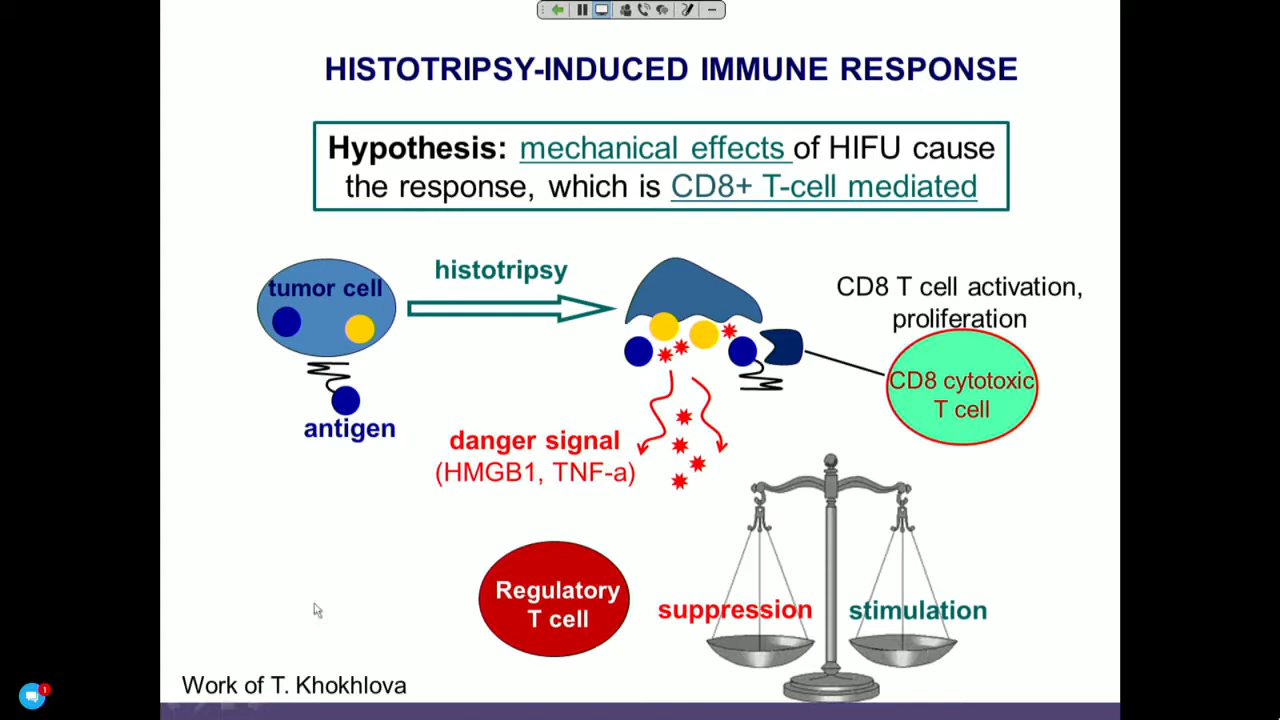 HISTOTRIPSY-INDUCED IMMUNE RESPONSE
Hypothesis: mechanical effects of HIFU cause
the response, which is CD8+ T-cell mediated
tumor cell
histotripsy
antigen
danger signal
(HMGB1, TNF-a)
CD8 T cell activation,
proliferation
CD8 cytotoxic
T cell
Regulatory
T cell
suppression
stimulation
Work of T. Khokhlova
1